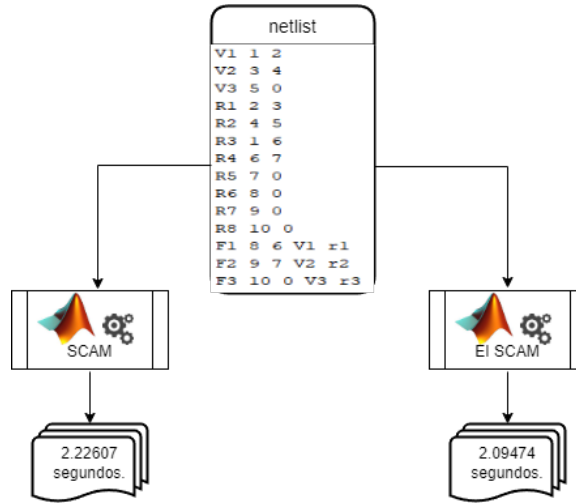 netlist
V1 1 2
V2 3 4
V3 5 0
R1 2 3
R2 4 5
R3 1 6
R4 6 7
R5 7 0
R6 8 0
R7 9 0
R8 10 0
F1 8 6 V1 r1
F2 9 7 V2 r2
F3 10 0 V3 r3
SCAM
EI SCAM
2.22607
segundos.
2.09474
segundos.